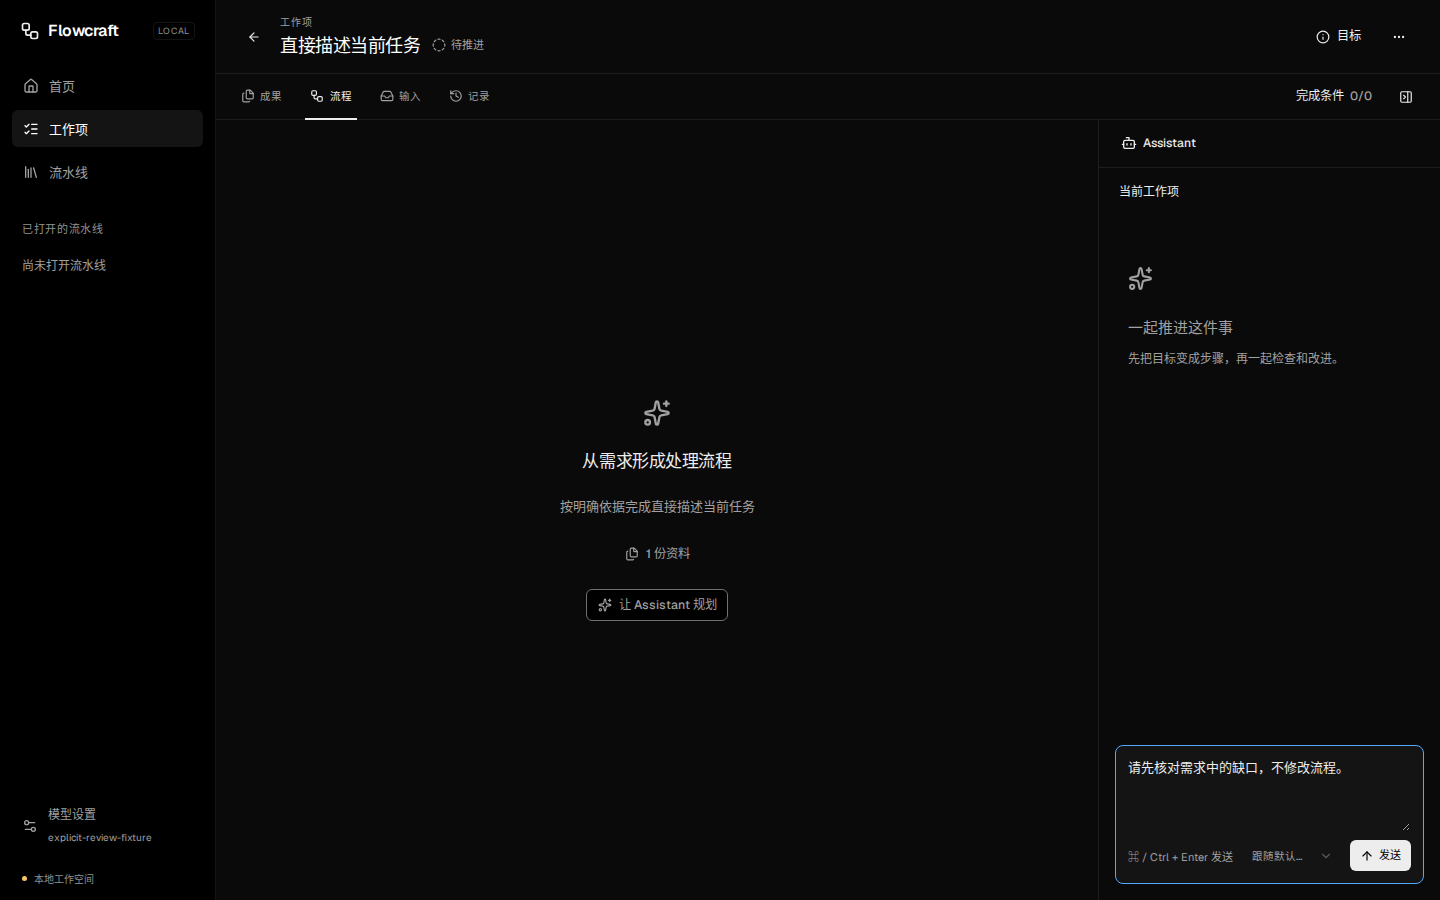 Flowcraft
LOCAL
首页
工作项
流水线
已打开的流水线
尚未打开流水线
模型设置
explicit-review-fixture
本地工作空间
工作项
直接描述当前任务
待推进
目标
成果
流程
输入
记录
完成条件 0/0
从需求形成处理流程
按明确依据完成直接描述当前任务
1 份资料
让 Assistant 规划
Assistant
当前工作项
一起推进这件事
先把目标变成步骤，再一起检查和改进。
请先核对需求中的缺口，不修改流程。
⌘ / Ctrl + Enter 发送
跟随默认...
发送